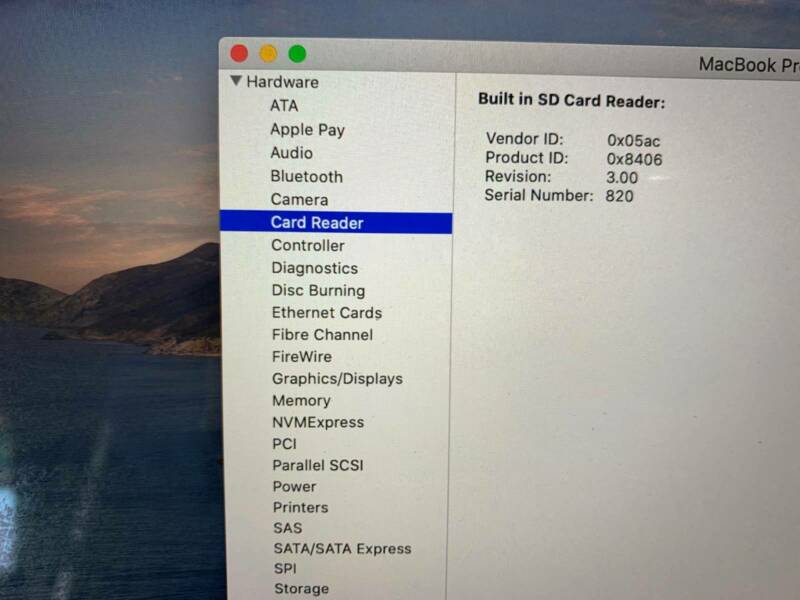 MacBook Pr
Hardware
ATA
Apple Pay
Audio
Bluetooth
Camera
Card Reader
Controller
Diagnostics
Disc Burning
Ethernet Cards
Fibre Channel
FireWire
Graphics/Displays
Memory
NVMExpress
PCI
Parallel SCSI
Power
Printers
SAS
SATA/SATA Express
SPI
Storage
Built in SD Card Reader:
Vendor ID: 0x05ac
Product ID: 0x8406
Revision: 3.00
Serial Number: 820